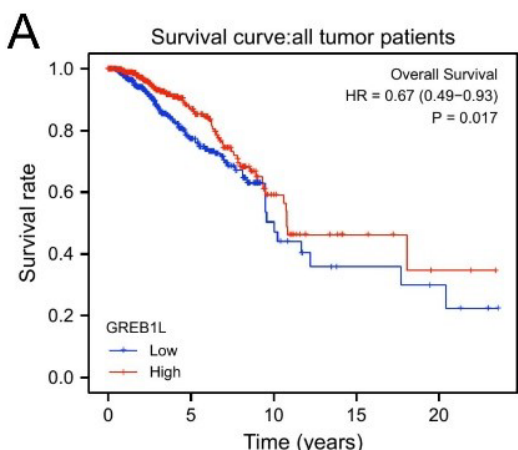 A
Survival curve:all tumor patients
Overall Survival
HR = 0.67 (0.49−0.93)
P = 0.017
1.0
0.8
0.6
0.4
0.2
0.0
Survival rate
GREB1L
Low
High
0 5 10 15 20
Time (years)